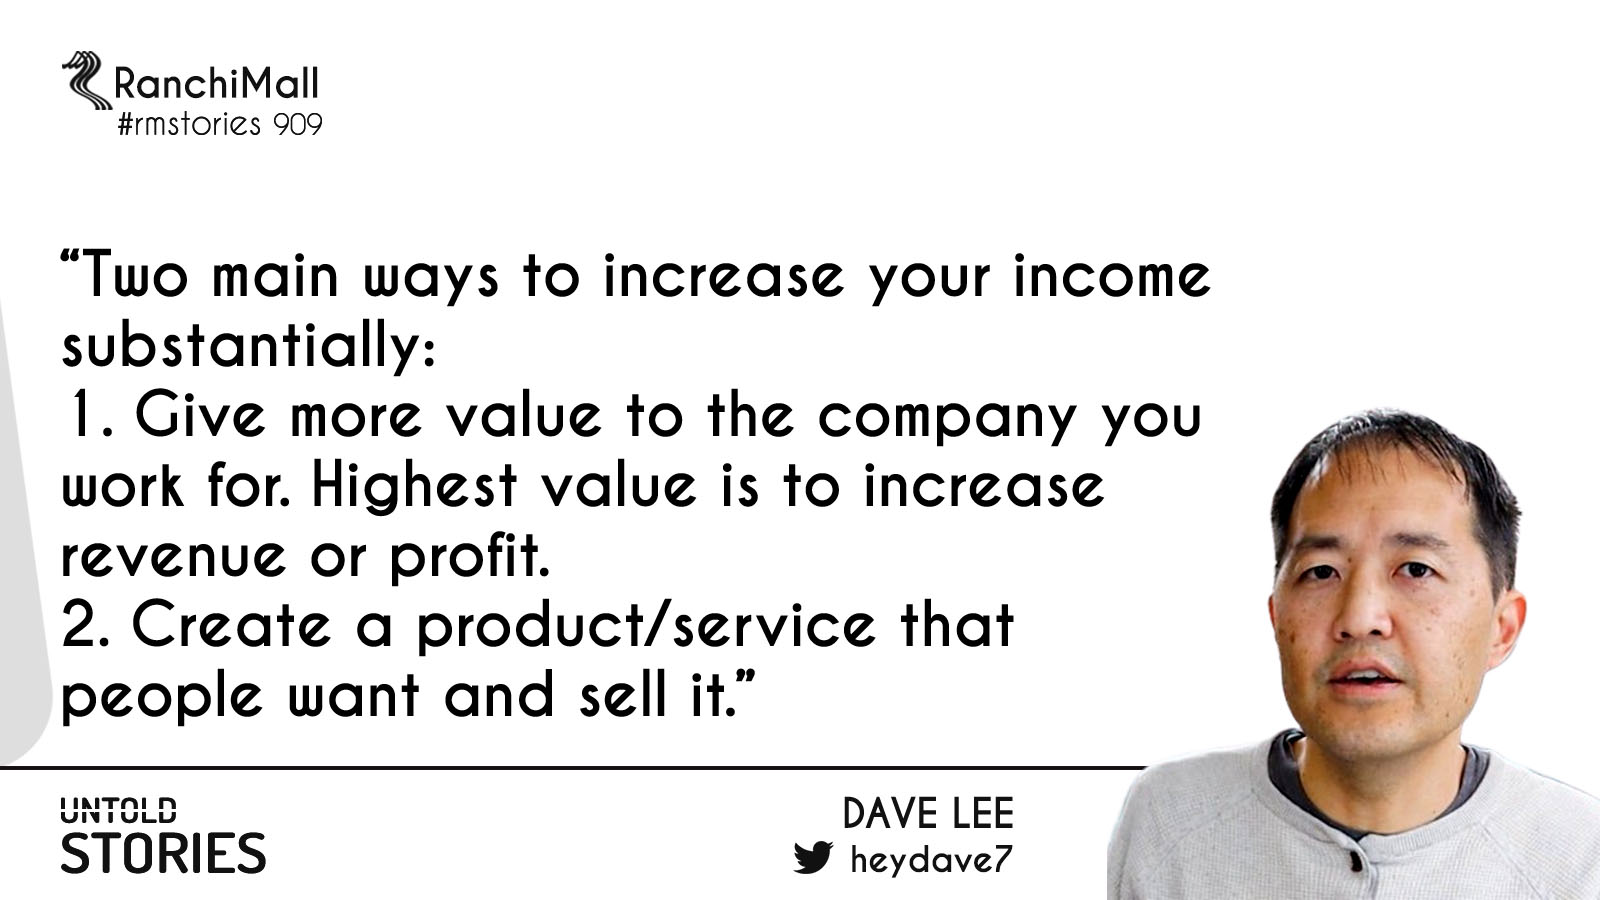 RanchiMall
#rmstories 909
“Two main ways to increase your income
substantially:
1. Give more value to the company you
work for. Highest value is to increase
revenue or profit.
2. Create a product/service that
people want and sell it.”
UNTOLD
STORIES
DAVE LEE
heydave7